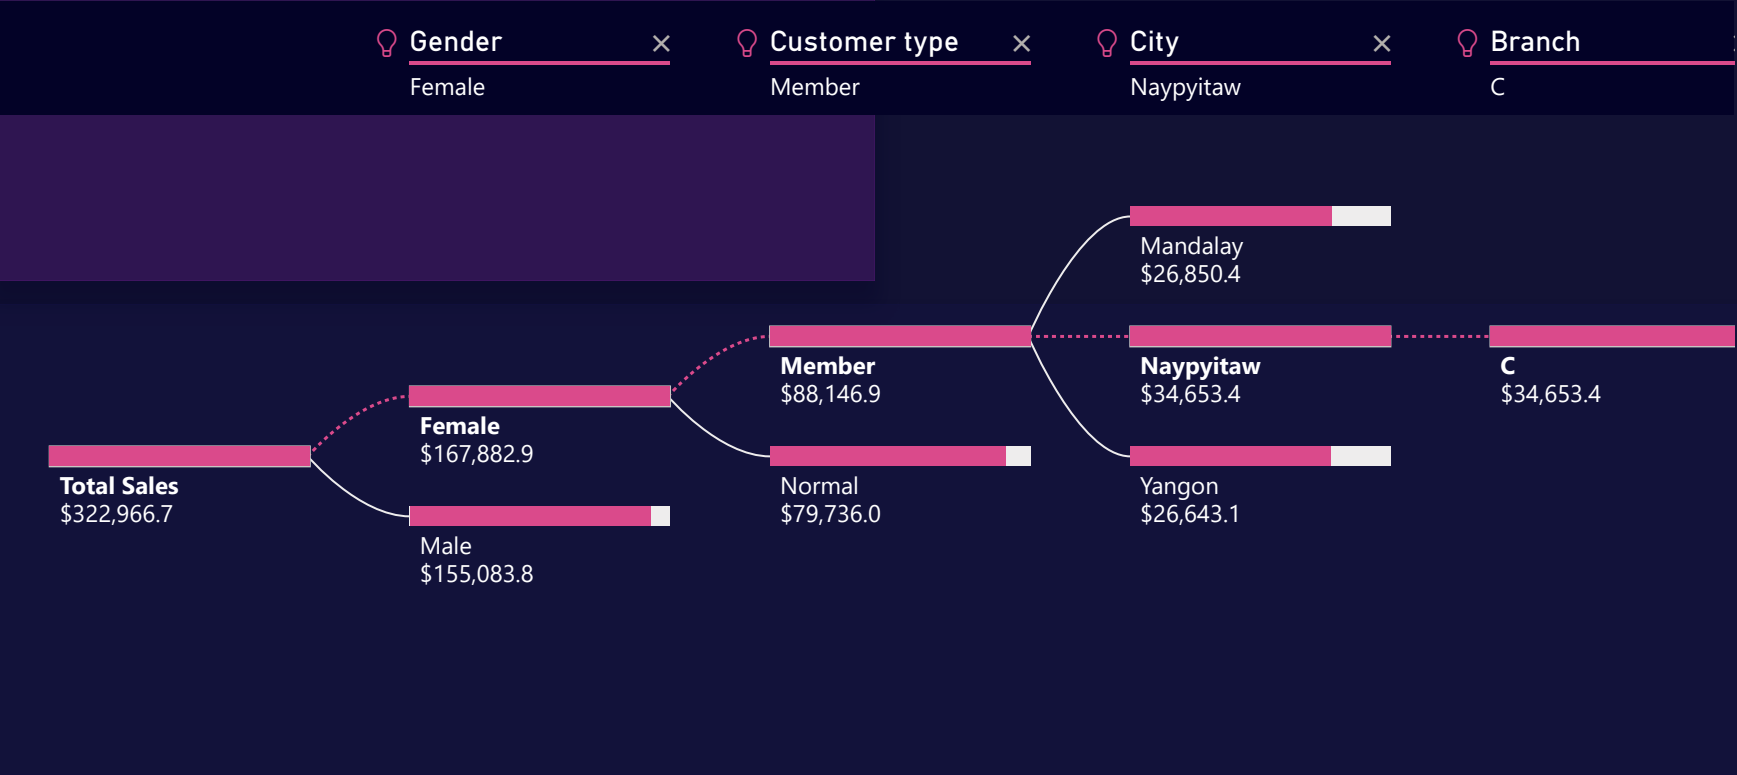 Gender
Female
Customer type
Member
City
Naypyitaw
Branch
C
Total Sales
$322,966.7
Female
$167,882.9
Male
$155,083.8
Member
$88,146.9
Normal
$79,736.0
Mandalay
$26,850.4
Naypyitaw
$34,653.4
Yangon
$26,643.1
C
$34,653.4